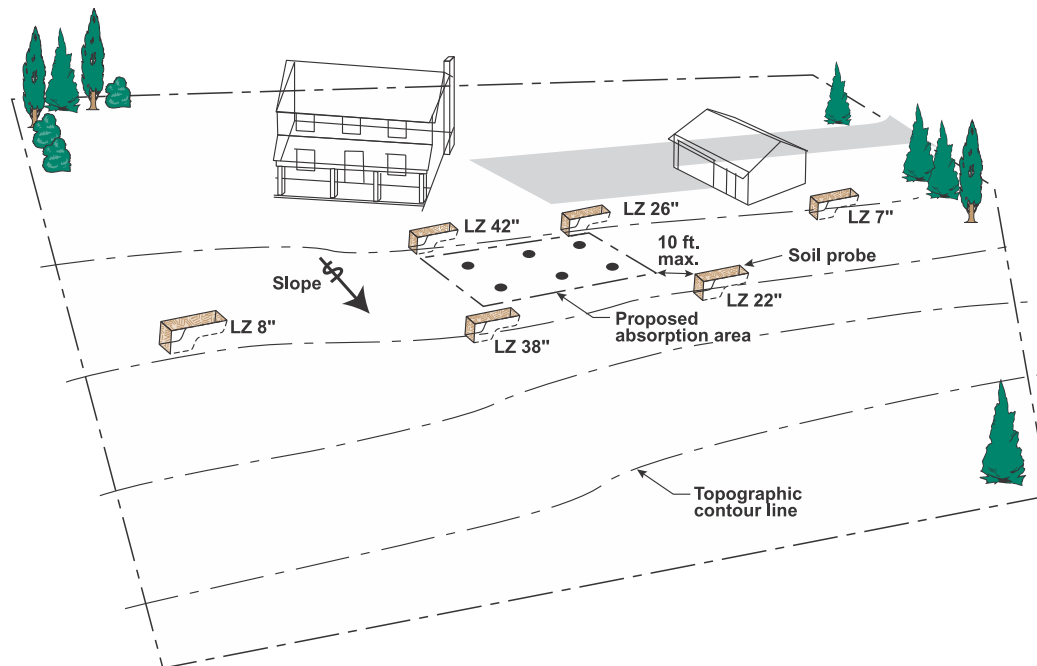 LZ 7"
LZ 26"
LZ 42"
10 ft.
max.
Soil probe
Slope
LZ 22"
LZ 8"
Proposed
absorption area
LZ 38"
Topographic
contour line